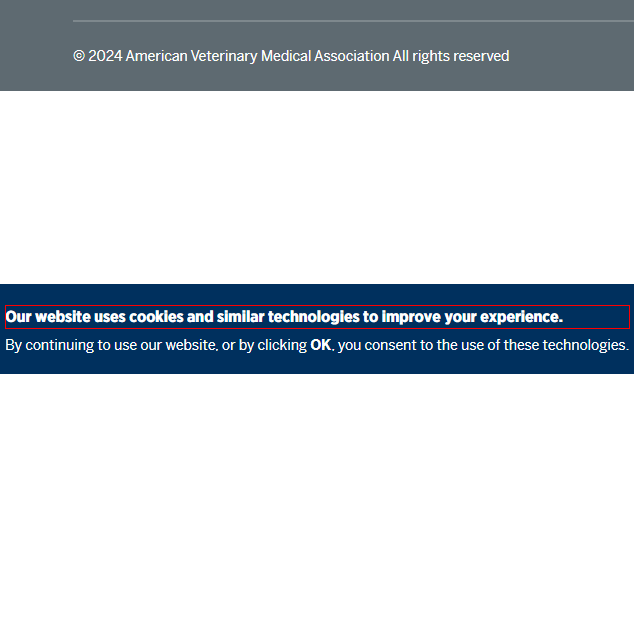 © 2024 American Veterinary Medical Association All rights reserved
Our website uses cookies and similar technologies to improve your experience.
By continuing to use our website, or by clicking OK, you consent to the use of these technologies.